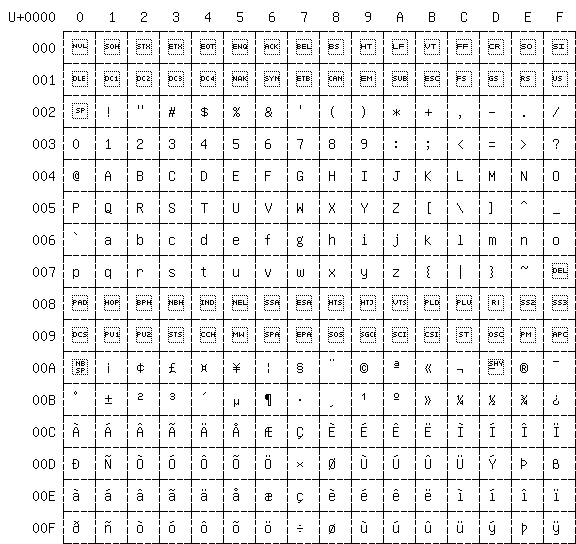 U+0000 0 1 2 3 4 5 6 7 8 9 A B C D E F
000 NUL SOH STX ETX EOT ENQ ACK BEL BS HT LF VT FF CR SO SI
001 DLE DC1 DC2 DC3 DC4 NAK SYN ETB CAN EM SUB ESC FS GS RS US
002 SP ! " # $ % & ' ( ) * + , - . /
003 0 1 2 3 4 5 6 7 8 9 : ; < = > ?
004 @ A B C D E F G H I J K L M N O
005 P Q R S T U V W X Y Z [ \ ] ^ _
006 ` a b c d e f g h i j k l m n o
007 p q r s t u v w x y z { | } ~ DEL
008 PAD HOP BPH NBH IND NEL SSA ESA HTS HTJ VTS PLD PLU RI SS2 SS3
009 DCS PU1 PU2 STS CCH MW SPA EPA SOS SGCI SCI CSI ST OSC PM APC
00A NBSP ¡ ¢ £ ¤ ¥ ¦ § ¨ © ª « ¬ SHY ® ¯
00B ° ± ² ³ ´ µ ¶ · ¸ ¹ º » ¼ ½ ¾ ¿
00C À Á Â Ã Ä Å Æ Ç È É Ê Ë Ì Í Î Ï
00D Ð Ñ Ò Ó Ô Õ Ö × Ø Ù Ú Û Ü Ý Þ ß
00E à á â ã ä å æ ç è é ê ë ì í î ï
00F ð ñ ò ó ô õ ö ÷ ø ù ú û ü ý þ ÿ